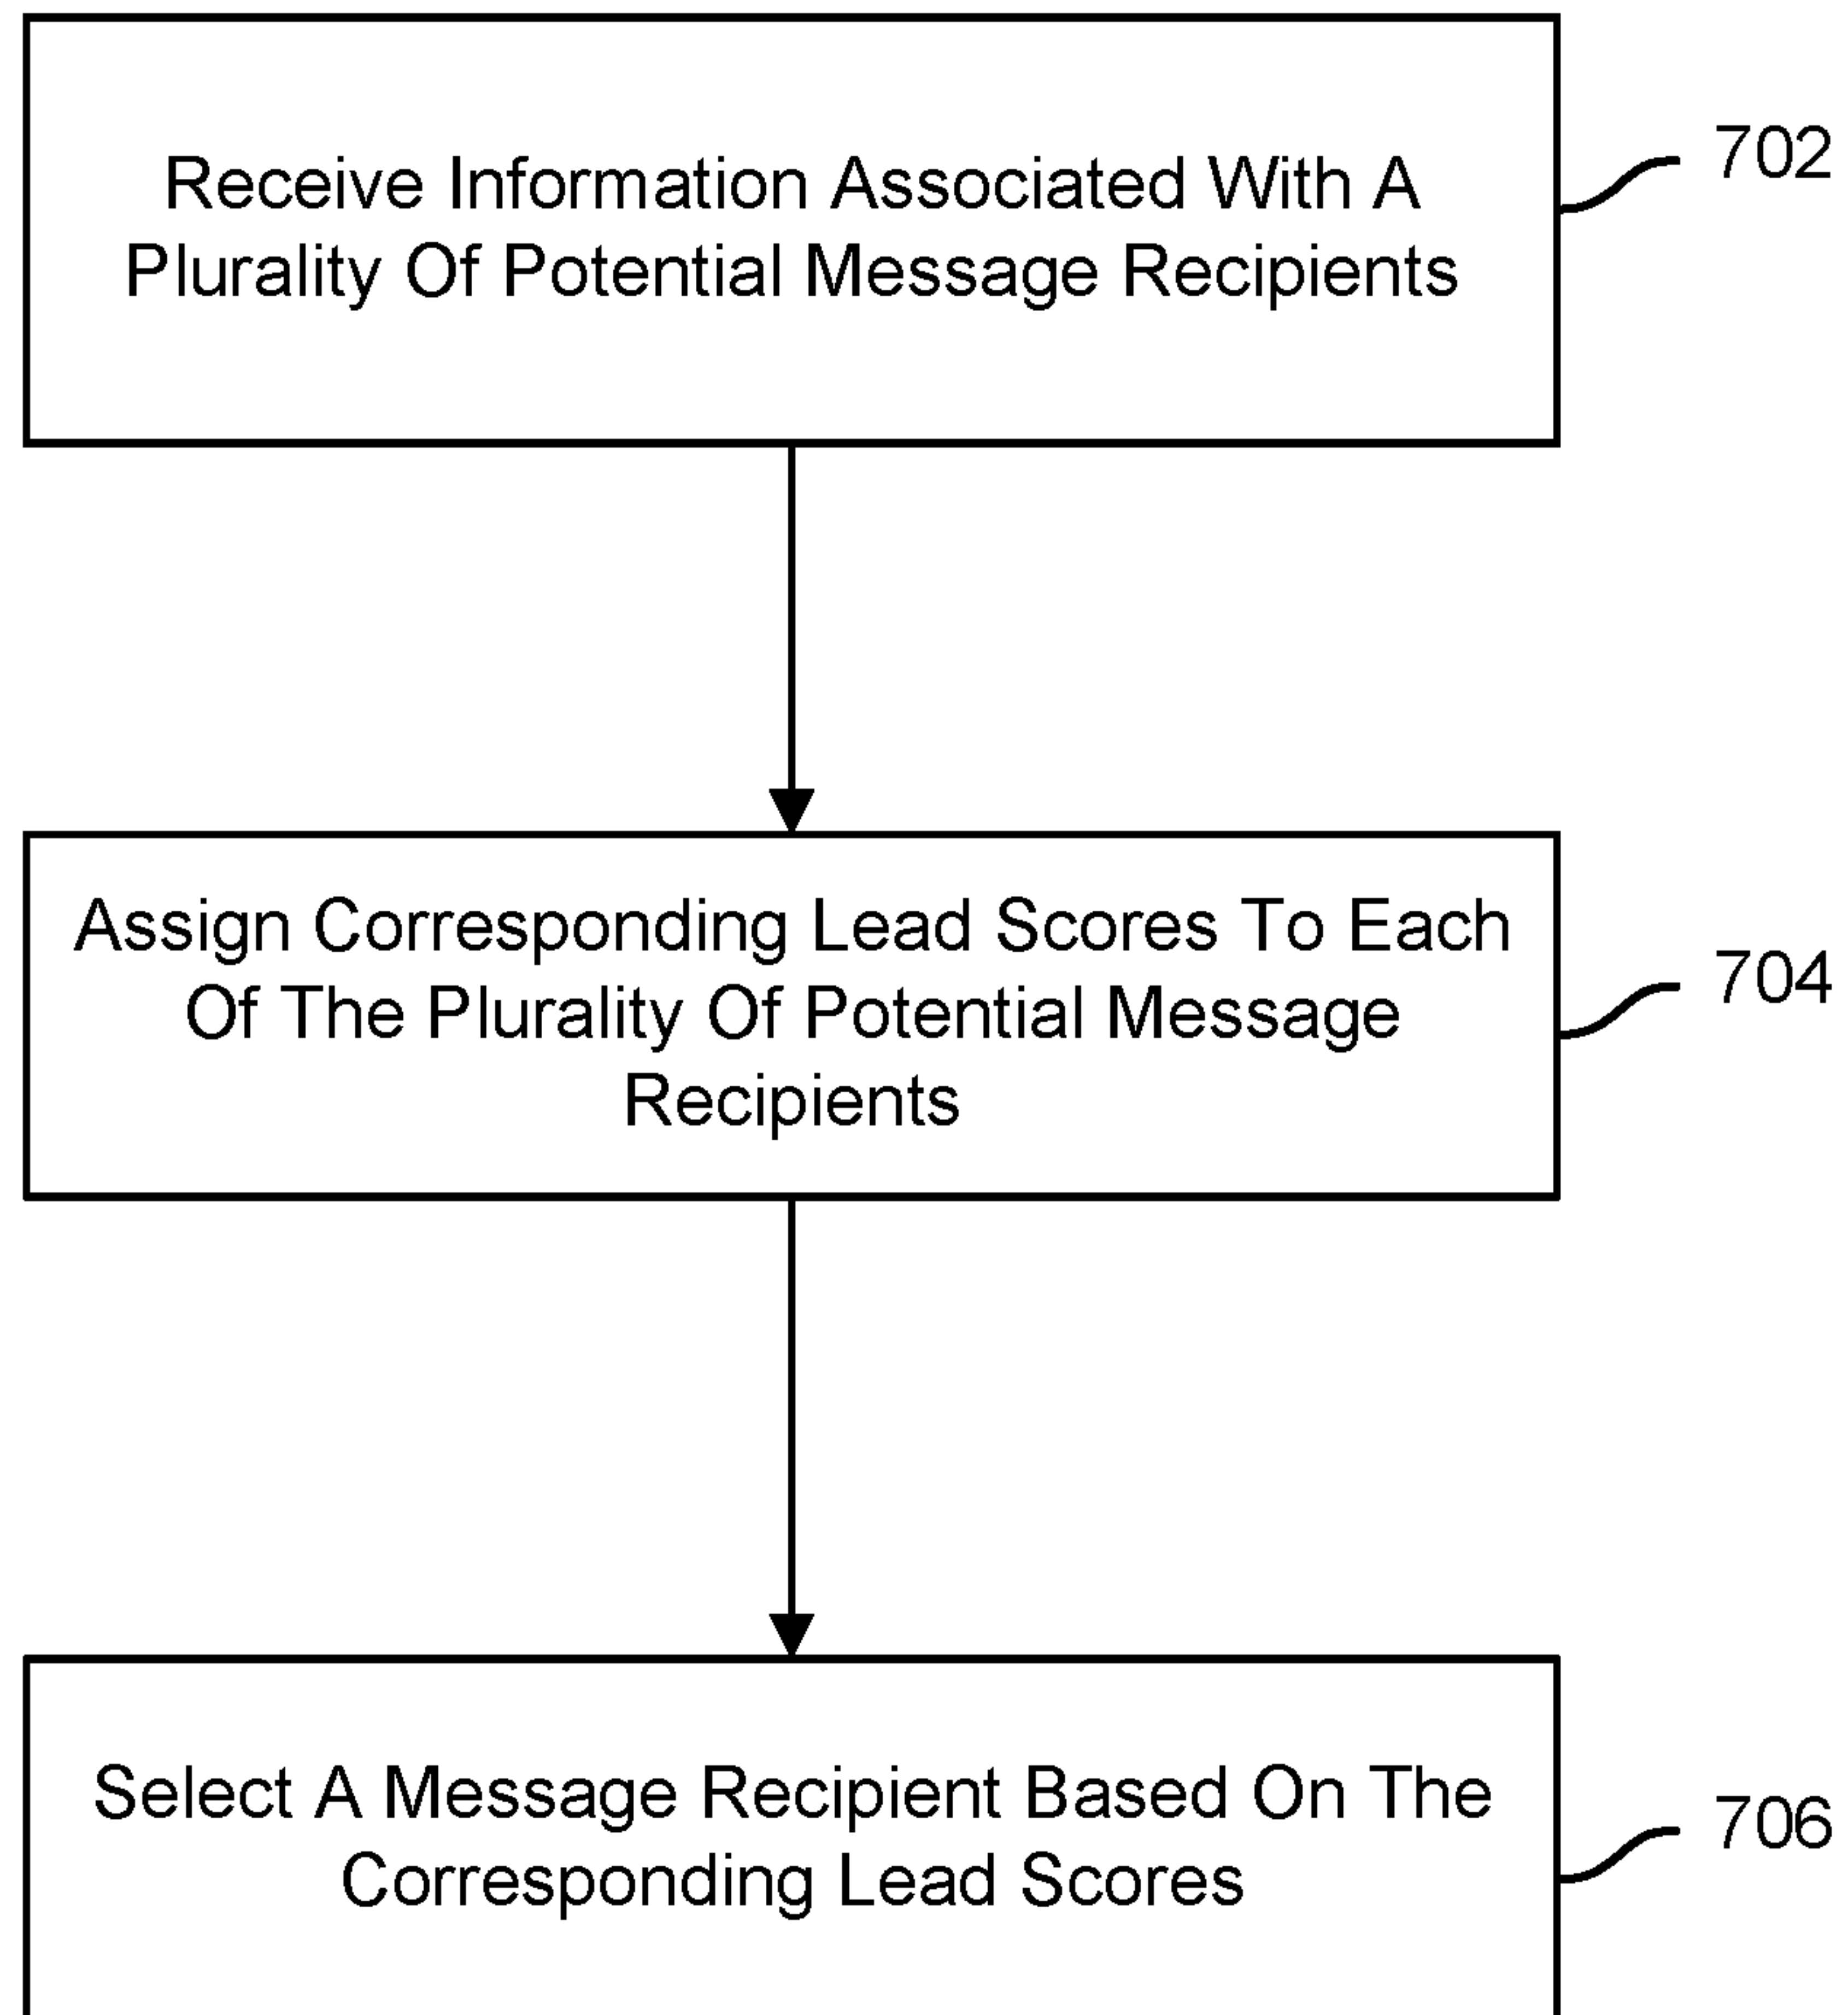 Receive Information Associated With A
Plurality Of Potential Message Recipients
702
Assign Corresponding Lead Scores To Each
Of The Plurality Of Potential Message
Recipients
704
Select A Message Recipient Based On The
Corresponding Lead Scores
706